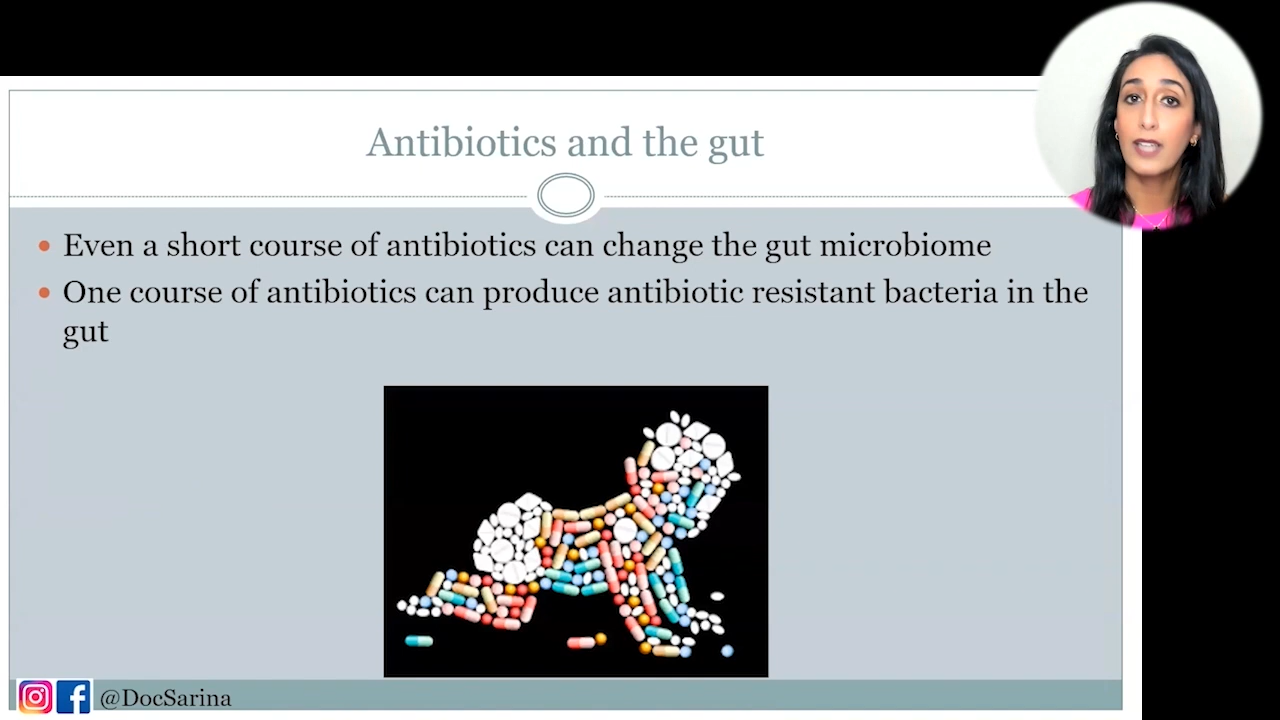 Antibiotics and the gut
• Even a short course of antibiotics can change the gut microbiome
• One course of antibiotics can produce antibiotic resistant bacteria in the
gut
@DocSarina